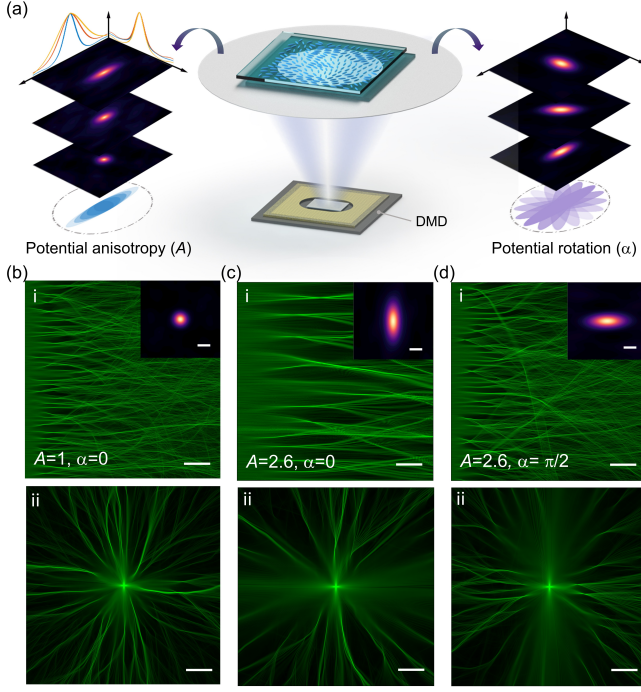 (a)
DMD
Potential anisotropy (A)
Potential rotation (α)
(b)
(c)
(d)
i
i
i
A=1, α=0
A=2.6, α=0
A=2.6, α= π/2
ii
ii
ii